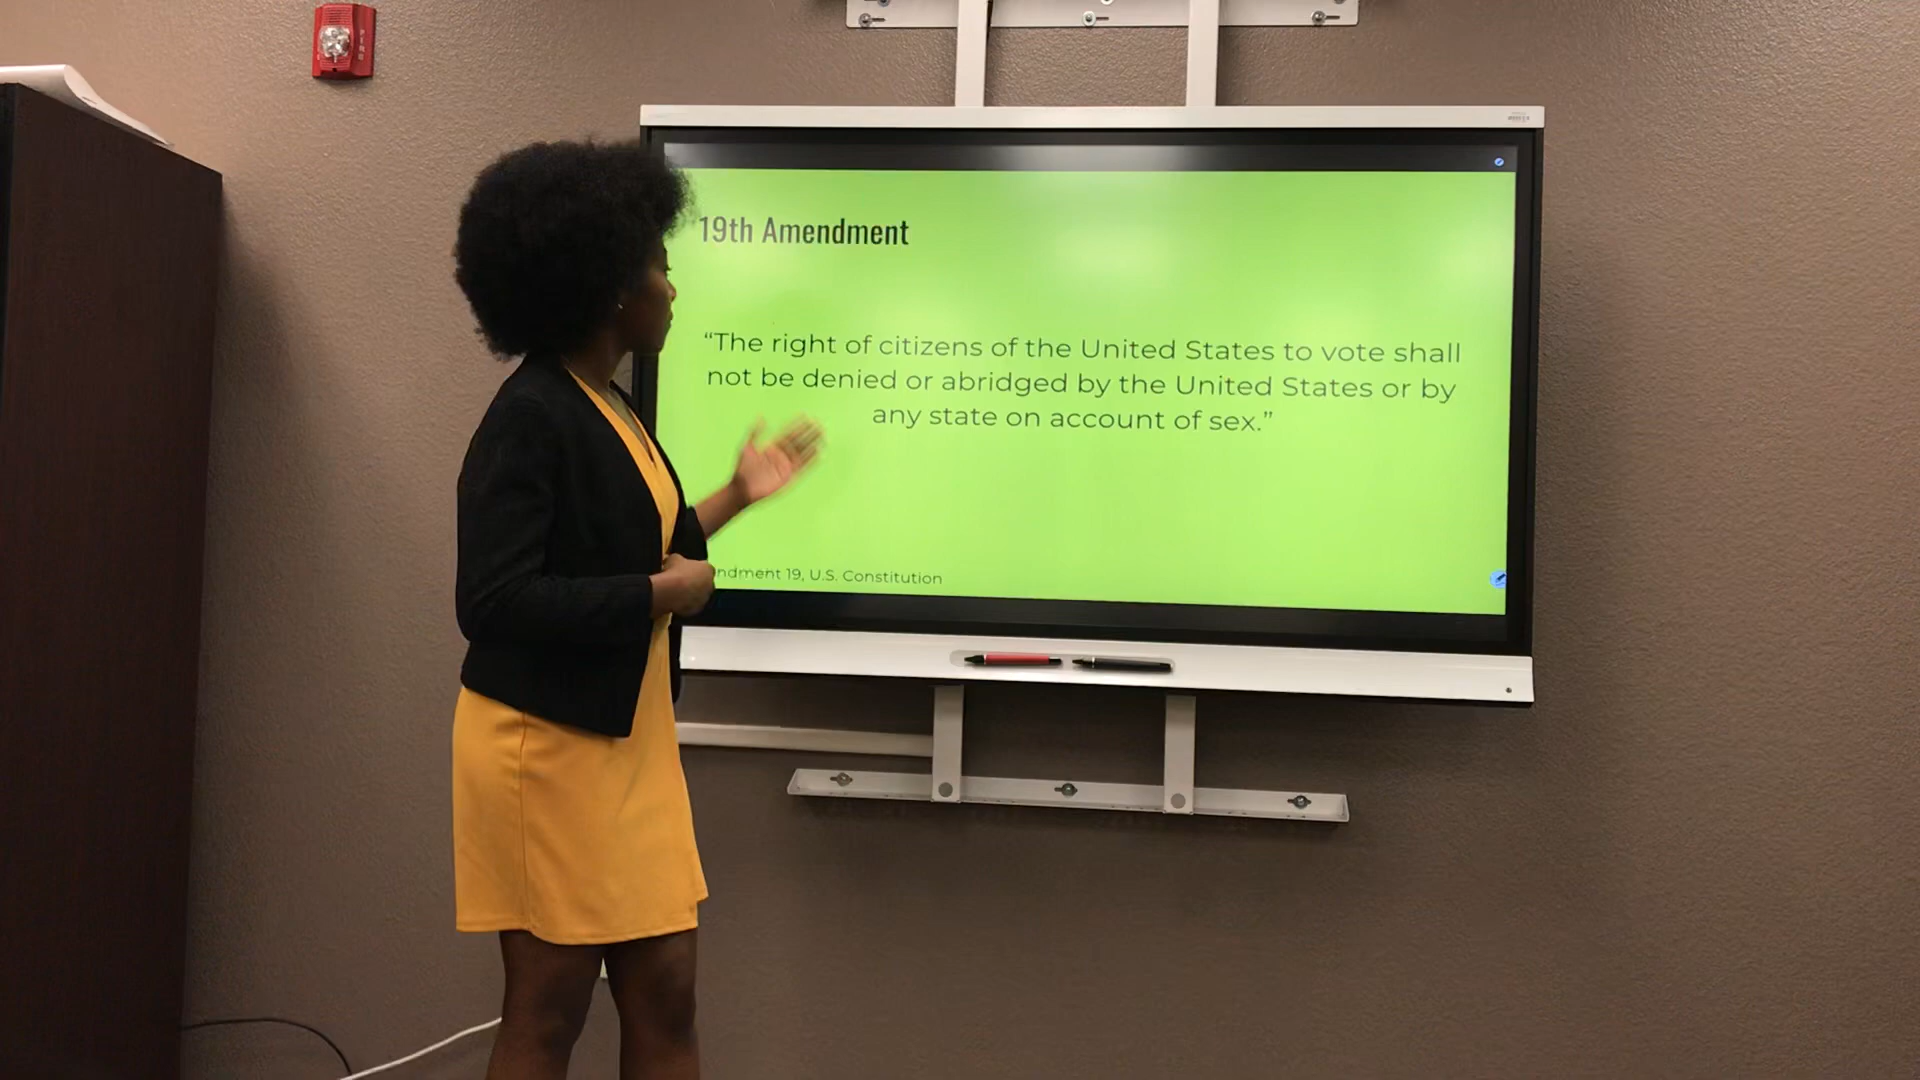 FIRE
19th Amendment
“The right of citizens of the United States to vote shall
not be denied or abridged by the United States or by
any state on account of sex.”
ndment 19, U.S. Constitution